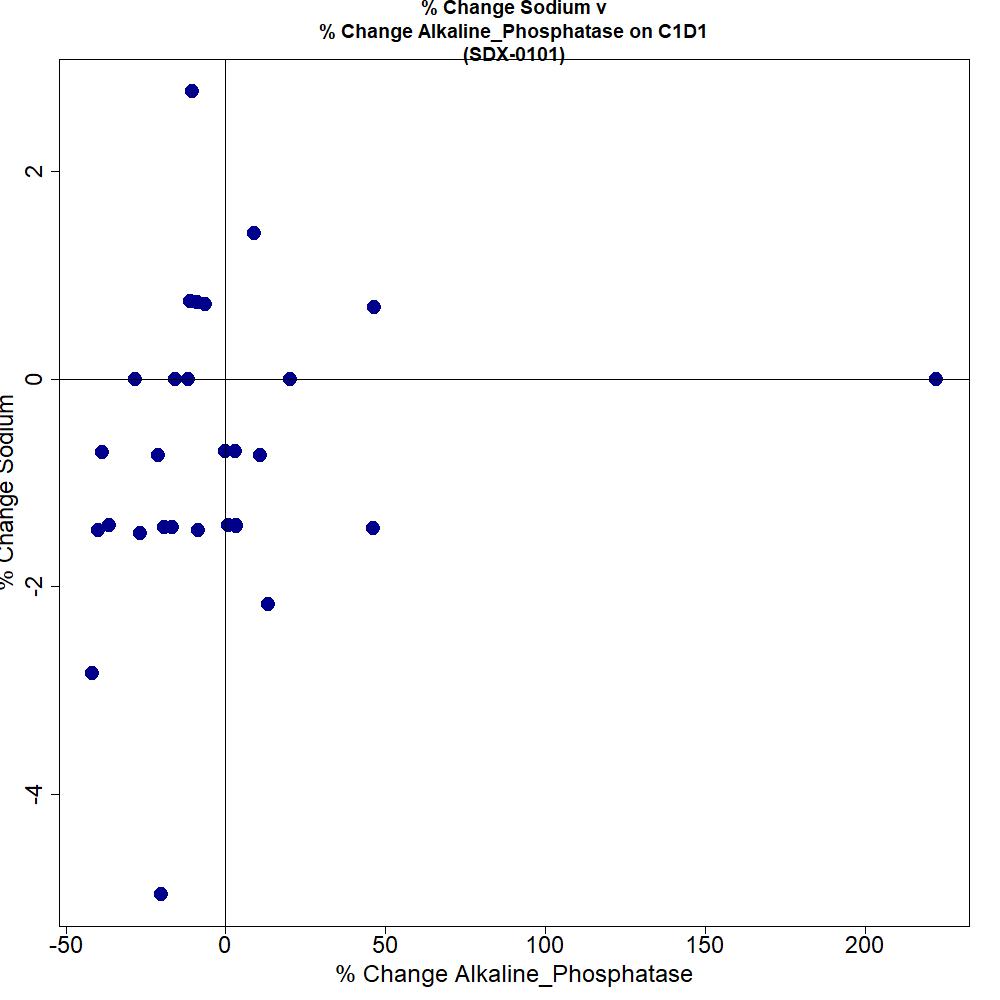 % Change Sodium v
% Change Alkaline_Phosphatase on C1D1
(SDX-0101)
2
0
-2
-4
% Change Sodium
-50 0 50 100 150 200
% Change Alkaline_Phosphatase